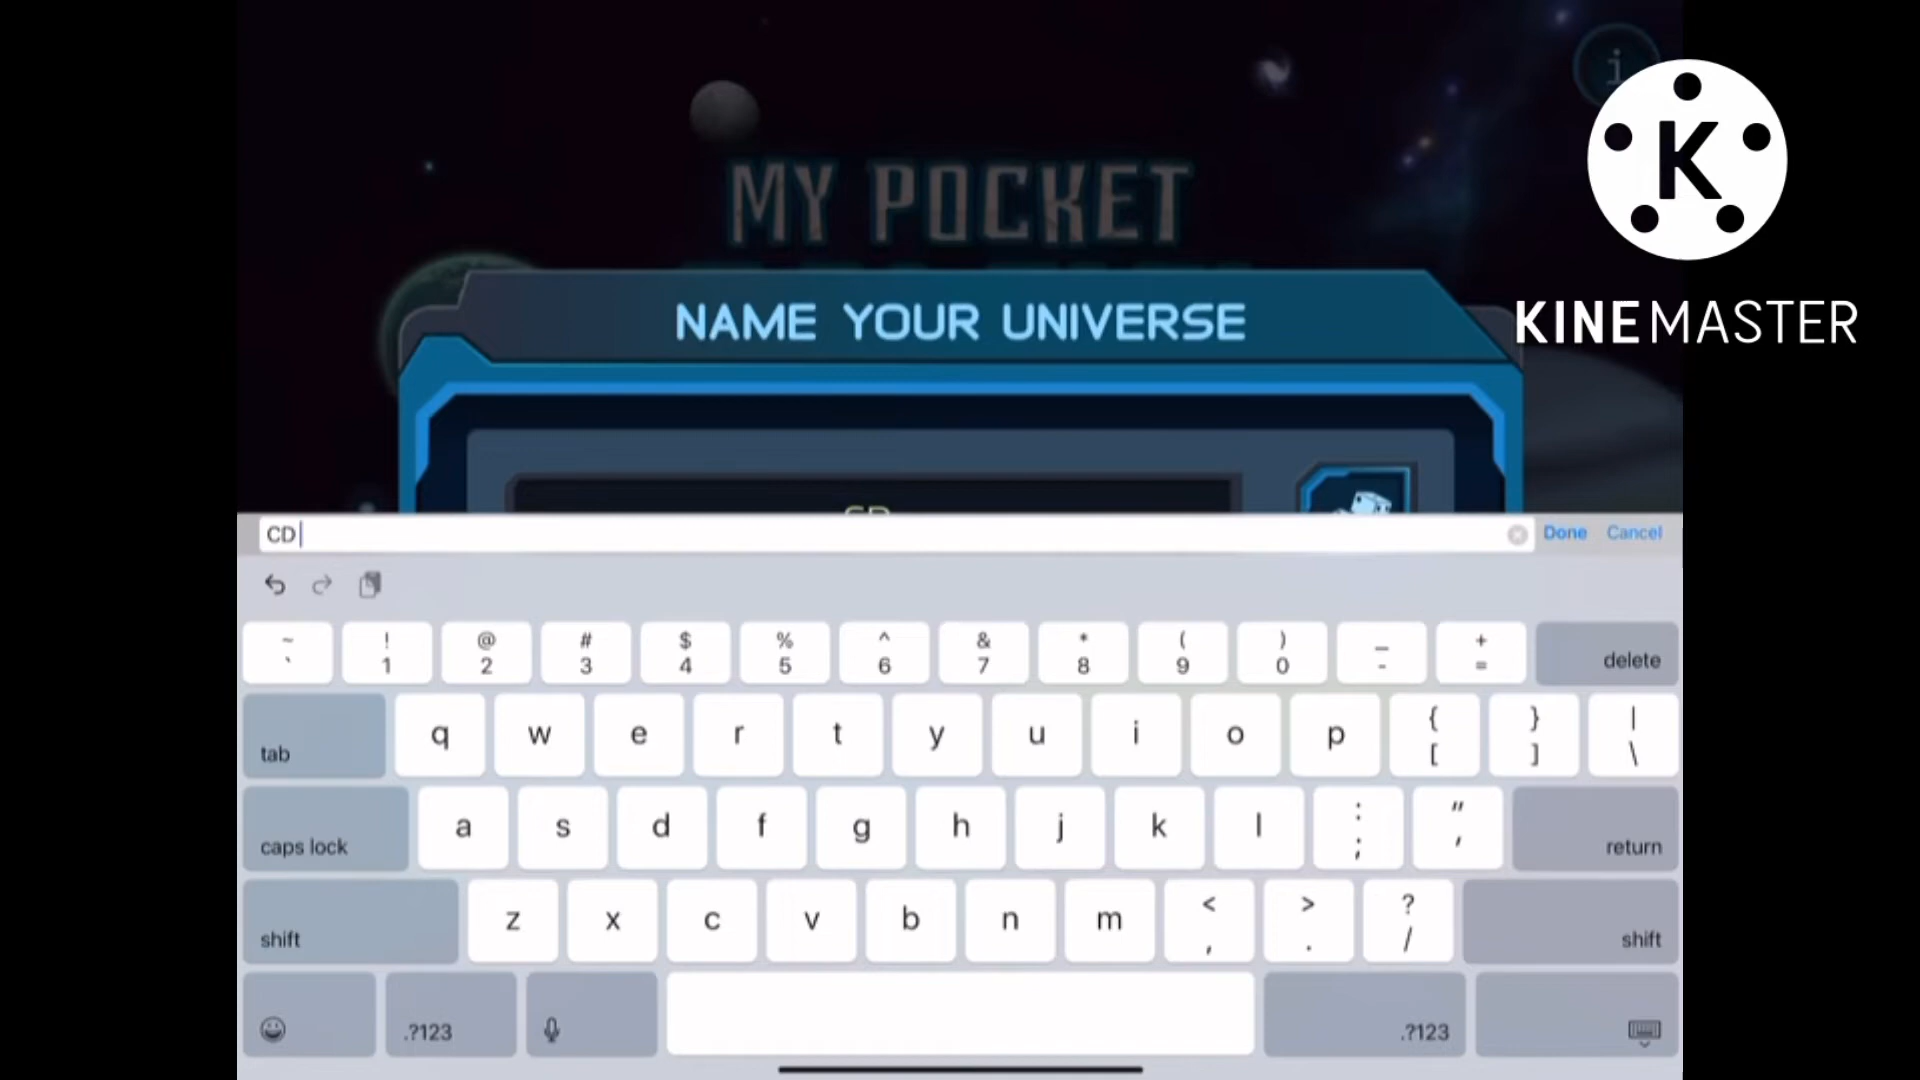 i
MY POCKET
K
KINEMASTER
NAME YOUR UNIVERSE
CD
CD
Done Cancel
~ ! @ # $ % ^ & * ( ) _ +
` 1 2 3 4 5 6 7 8 9 0 - = delete
tab q w e r t y u i o p { [ } ] | \
caps lock a s d f g h j k l : ; " ' return
shift z x c v b n m < , > . ? / shift
.?123 .?123